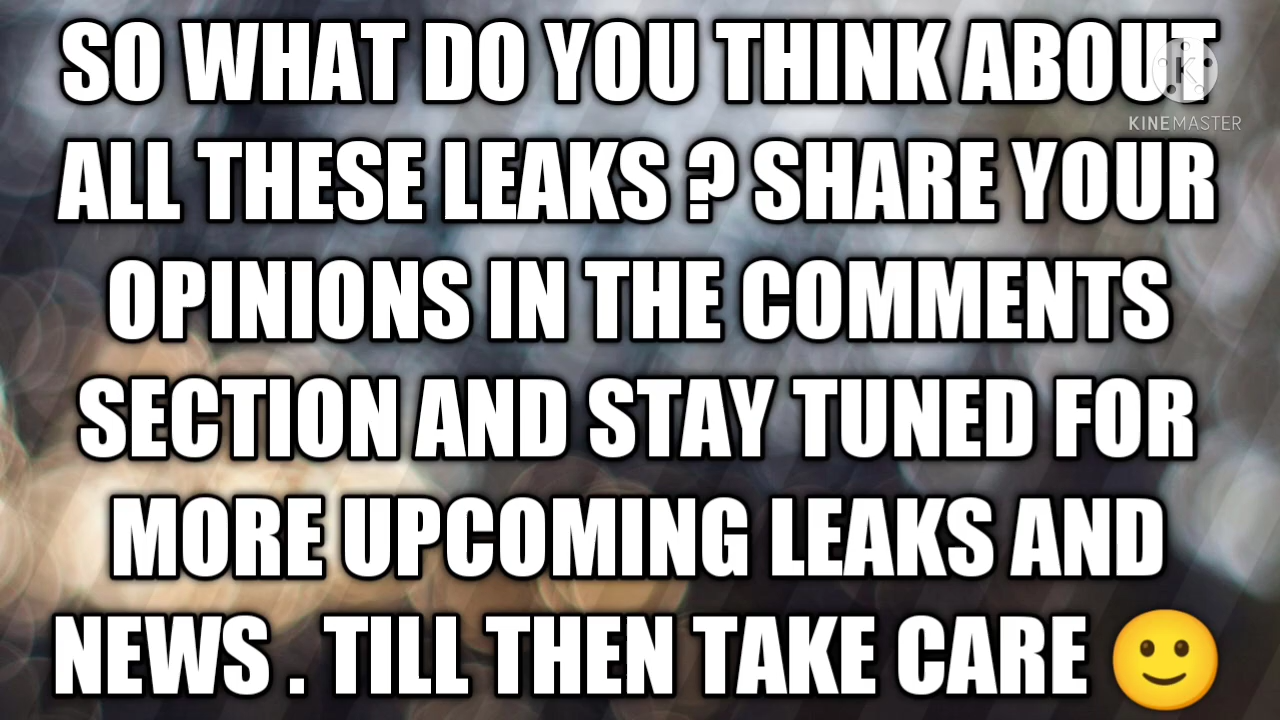 SO WHAT DO YOU THINK ABOUT
ALL THESE LEAKS ? SHARE YOUR
OPINIONS IN THE COMMENTS
SECTION AND STAY TUNED FOR
MORE UPCOMING LEAKS AND
NEWS . TILL THEN TAKE CARE 🙂
K
KINEMASTER